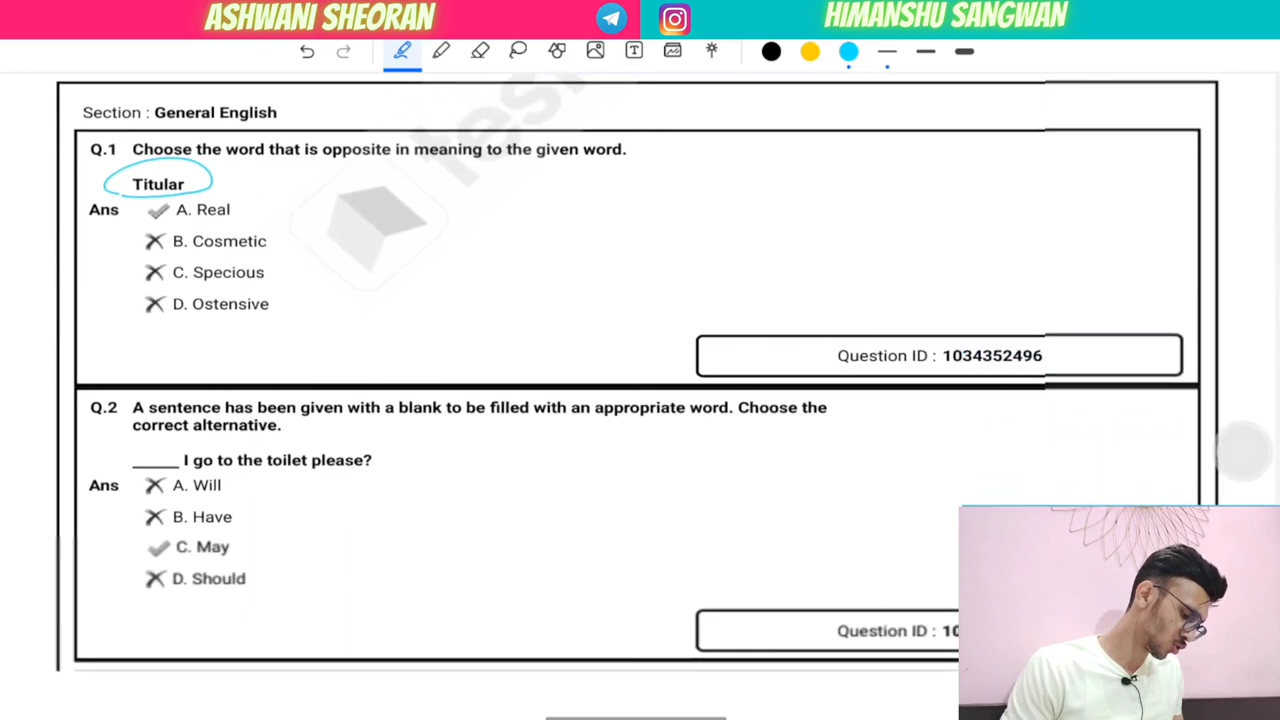 ASHWANI SHEORAN
HIMANSHU SANGWAN
Section : General English
Q.1 Choose the word that is opposite in meaning to the given word.
Titular
Ans A. Real
B. Cosmetic
C. Specious
D. Ostensive
Question ID : 1034352496
Q.2 A sentence has been given with a blank to be filled with an appropriate word. Choose the
correct alternative.
_____ I go to the toilet please?
Ans A. Will
B. Have
C. May
D. Should
Question ID : 10